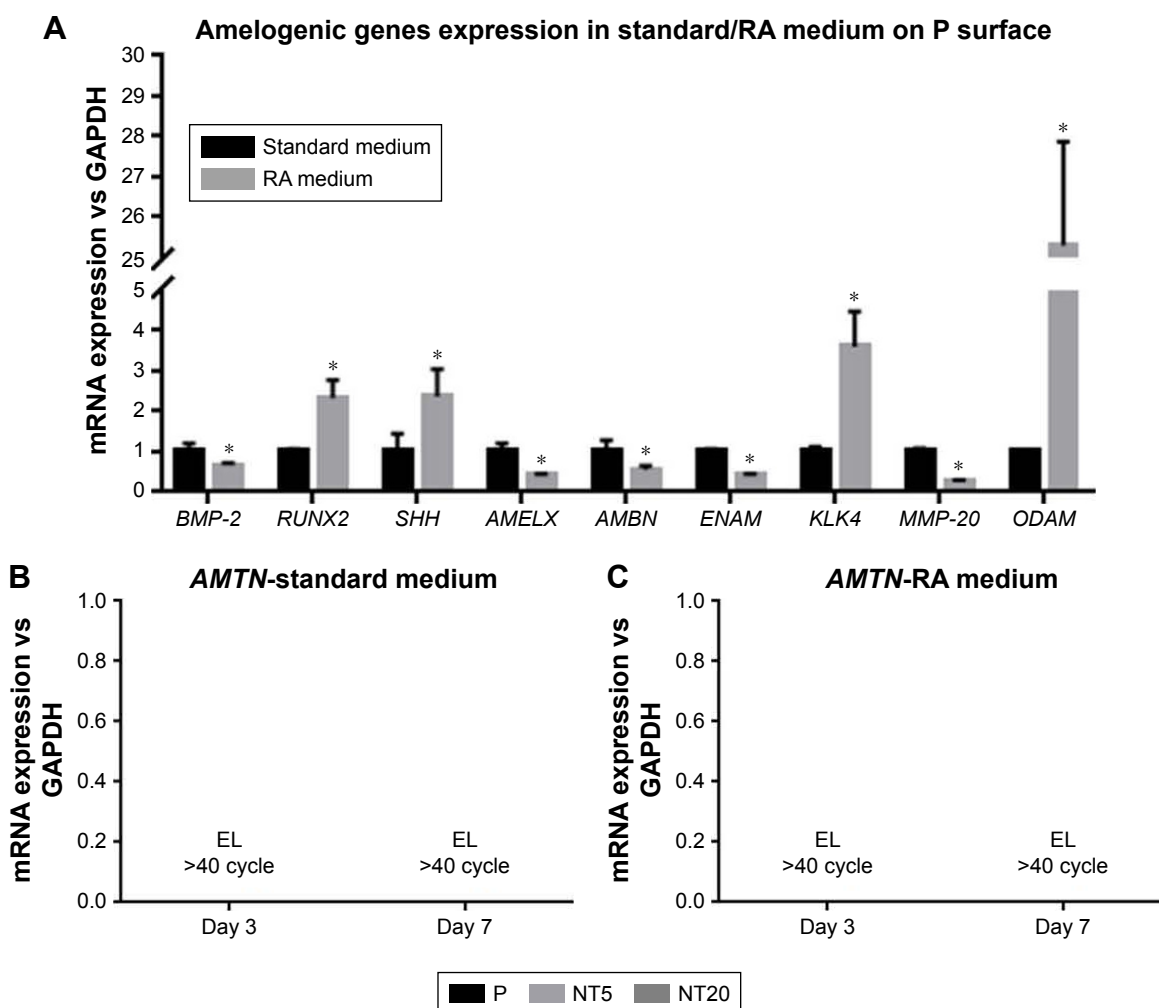 A
Amelogenic genes expression in standard/RA medium on P surface
mRNA expression vs GAPDH
30
29
28
27
26
25
5
4
3
2
1
0
Standard medium
RA medium
*
*
*
*
*
*
*
*
*
BMP-2 RUNX2 SHH AMELX AMBN ENAM KLK4 MMP-20 ODAM
B
AMTN-standard medium
mRNA expression vs
GAPDH
1.0
0.8
0.6
0.4
0.2
0.0
EL
>40 cycle
EL
>40 cycle
Day 3 Day 7
C
AMTN-RA medium
mRNA expression vs
GAPDH
1.0
0.8
0.6
0.4
0.2
0.0
EL
>40 cycle
EL
>40 cycle
Day 3 Day 7
P NT5 NT20